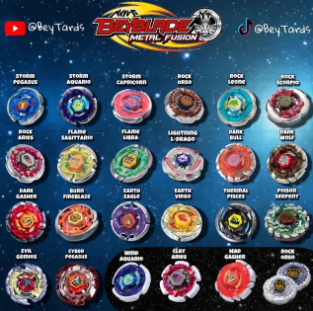 @BeyTards
BEYBLADE
METAL FUSION
@BeyTards
STORM PEGASUS
STORM AQUARIO
STORM CAPRICORN
ROCK ORSO
ROCK LEONE
ROCK SCORPIO
ROCK ARIES
FLAME SAGITTARIO
FLAME LIBRA
LIGHTNING L-DRAGO
DARK BULL
DARK WOLF
DARK GASHER
BURN FIREBLAZE
EARTH EAGLE
EARTH VIRGO
THERMAL PISCES
POISON SERPENT
EVIL GEMIOS
CYBER PEGASUS
WIND AQUARIO
CLAY ARIES
MAD GASHER
ROCK ORSO